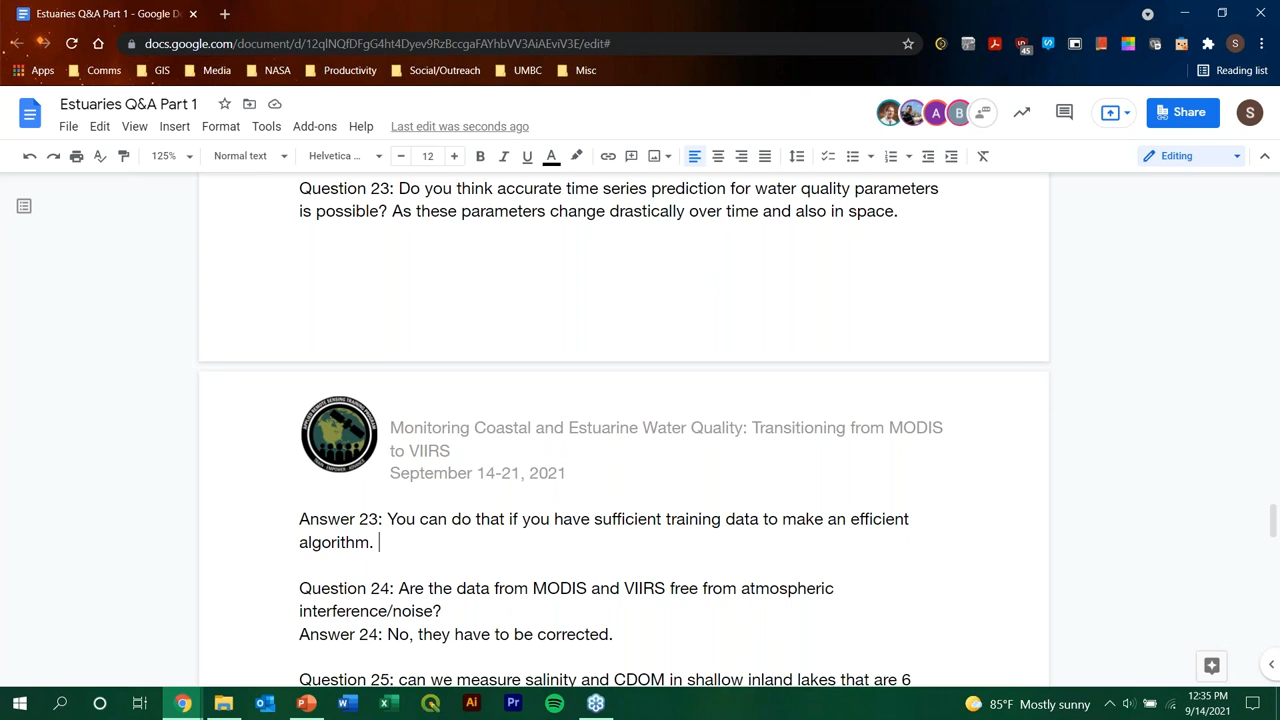 Estuaries Q&A Part 1 - Google D
docs.google.com/document/d/12qlNQfDFgG4ht4Dyev9RzBccgaFAYhbVV3AiAEviV3E/edit#
45
S
Apps Comms GIS Media NASA Productivity Social/Outreach UMBC Misc Reading list
Estuaries Q&A Part 1
A B Share S
File Edit View Insert Format Tools Add-ons Help Last edit was seconds ago
125% Normal text Helvetica ... 12 B I U A Editing
Question 23: Do you think accurate time series prediction for water quality parameters
is possible? As these parameters change drastically over time and also in space.
Monitoring Coastal and Estuarine Water Quality: Transitioning from MODIS
to VIIRS
September 14-21, 2021
Answer 23: You can do that if you have sufficient training data to make an efficient
algorithm.
Question 24: Are the data from MODIS and VIIRS free from atmospheric
interference/noise?
Answer 24: No, they have to be corrected.
Question 25: can we measure salinity and CDOM in shallow inland lakes that are 6
85°F Mostly sunny
12:35 PM
9/14/2021